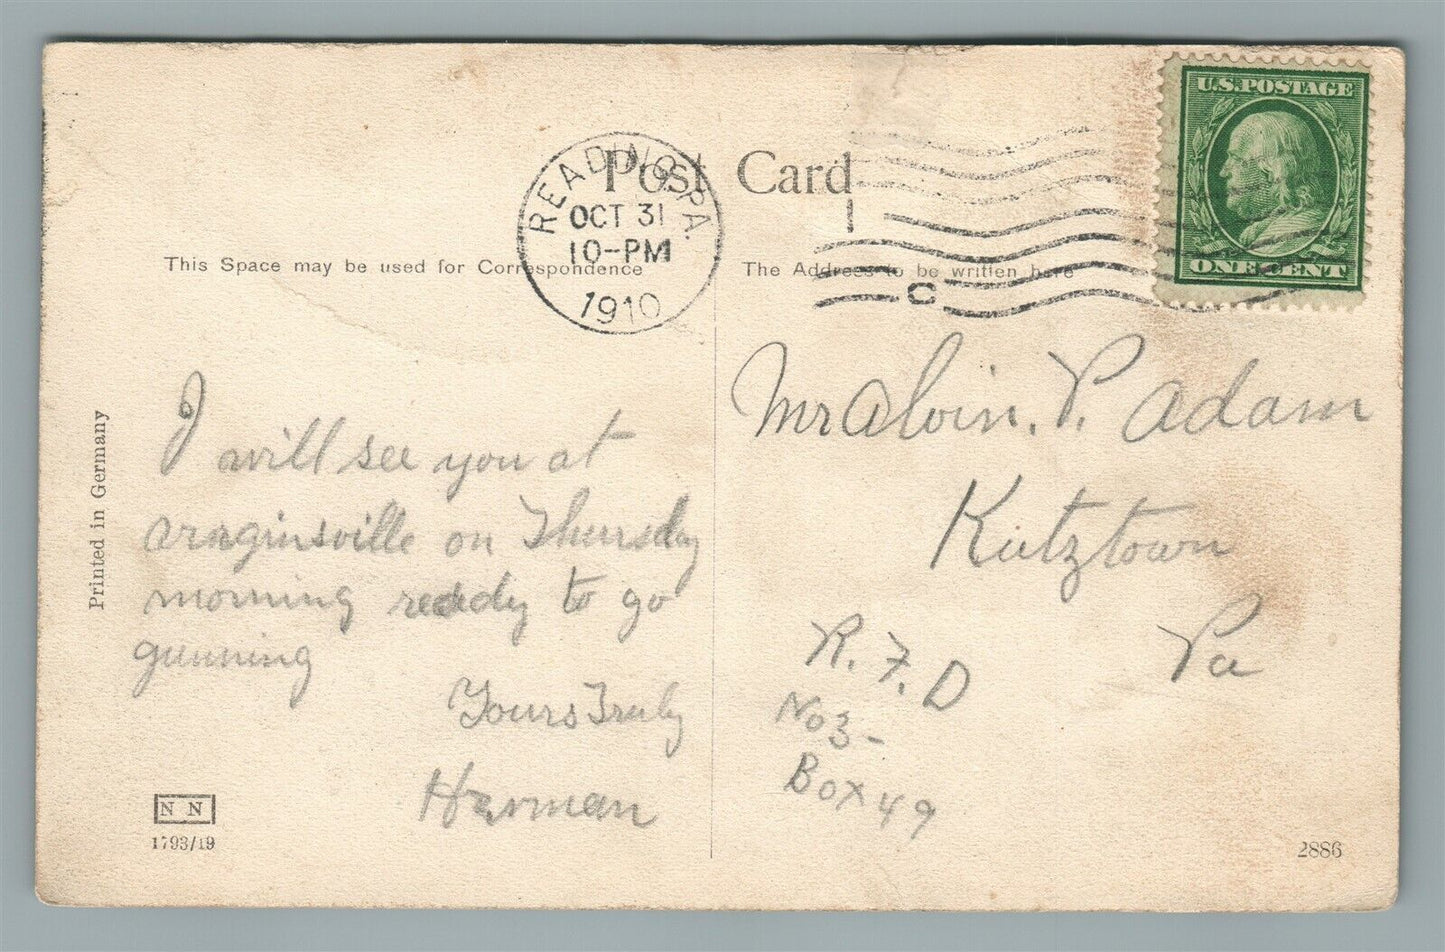 U.S.POSTAGE
ONE CENT
READING PA.
OCT 31
10-PM
1910
Post Card
C
This Space may be used for Correspondence
The Address to be written here
I will see you at
on Thursday
morning ready to go
gunning
Yours Truly
Herman
Mr Alvin. P. Adam
Kutztown
Pa
R. F. D
No 3-
Box 49
Printed in Germany
N N
1793/19
2886